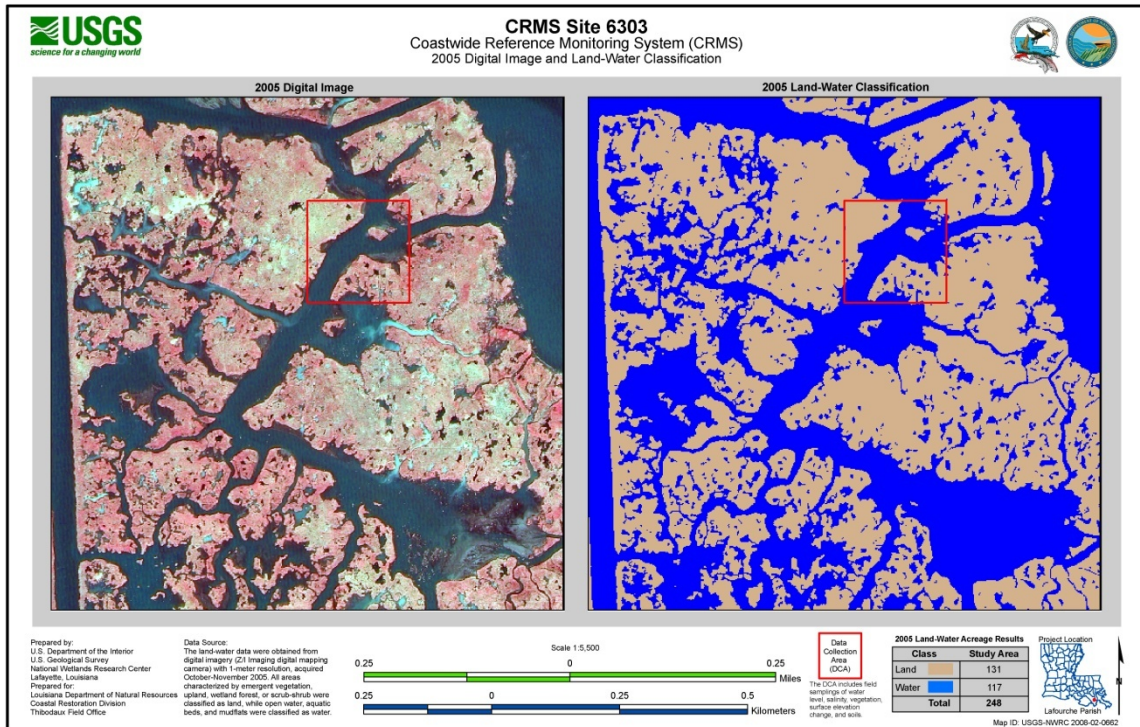 USGS
science for a changing world
CRMS Site 6303
Coastwide Reference Monitoring System (CRMS)
2005 Digital Image and Land-Water Classification
2005 Digital Image
2005 Land-Water Classification
Prepared by:
U.S. Department of the Interior
U.S. Geological Survey
National Wetlands Research Center
Lafayette, Louisiana
Prepared for:
Louisiana Department of Natural Resources
Coastal Restoration Division
Thibodaux Field Office
Data Source:
The land-water data were obtained from
digital imagery (Z/I Imaging digital mapping
camera) with 1-meter resolution, acquired
October-November 2005. All areas
characterized by emergent vegetation,
upland, wetland forest, or scrub-shrub were
classified as land, while open water, aquatic
beds, and mudflats were classified as water.
Scale 1:5,500
0.25 0 0.25
Miles
0.25 0 0.25 0.5
Kilometers
Data
Collection
Area
(DCA)
The DCA includes field
samplings of water
level, salinity, vegetation,
surface elevation
change, and soils.
2005 Land-Water Acreage Results
Class Study Area
Land 131
Water 117
Total 248
Project Location
Lafourche Parish
N
Map ID: USGS-NWRC 2008-02-0662